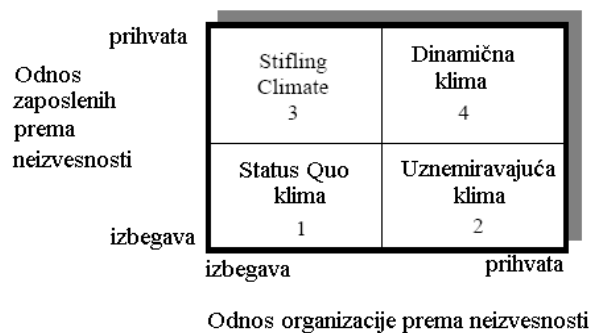 prihvata
Odnos
zaposlenih
prema
neizvesnosti
izbegava
Stifling
Climate
3
Dinamična
klima
4
Status Quo
klima
1
Uznemiravajuća
klima
2
izbegava
prihvata
Odnos organizacije prema neizvesnosti